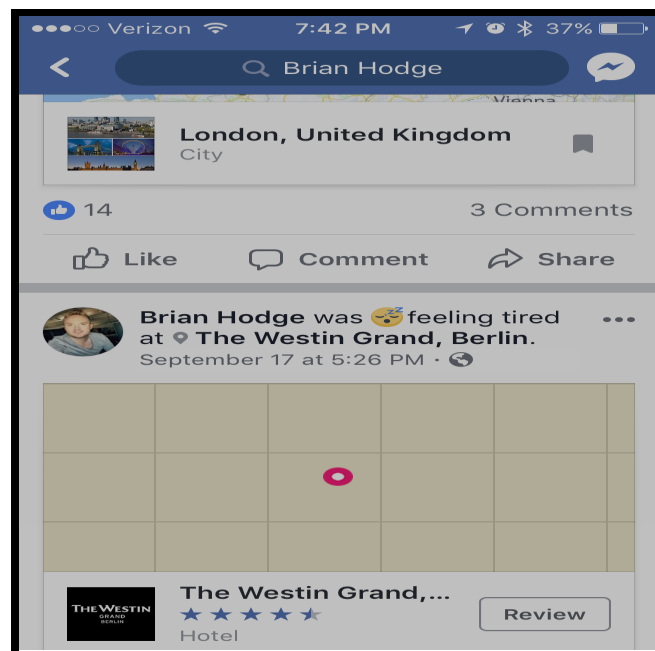 Verizon 7:42 PM 37%
Brian Hodge
Vienna
London, United Kingdom
City
14 3 Comments
Like Comment Share
Brian Hodge was feeling tired
at The Westin Grand, Berlin.
September 17 at 5:26 PM ·
THE WESTIN
GRAND
BERLIN
The Westin Grand,...
Review
Hotel